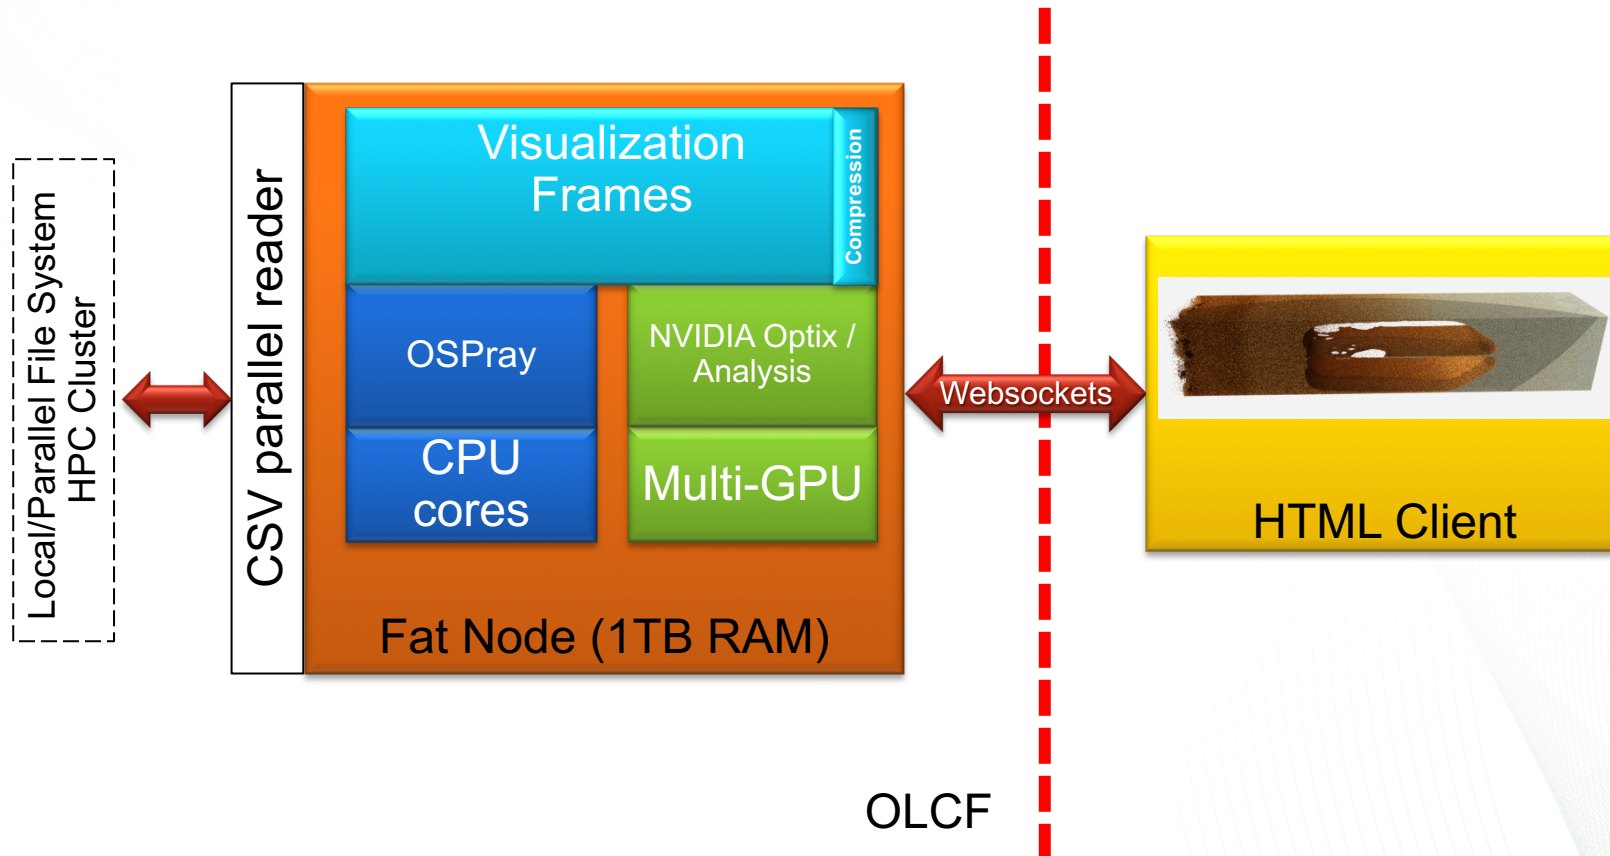 Local/Parallel File System
HPC Cluster
CSV parallel reader
Visualization
Frames
Compression
OSPray
NVIDIA Optix /
Analysis
CPU
cores
Multi-GPU
Fat Node (1TB RAM)
Websockets
HTML Client
OLCF